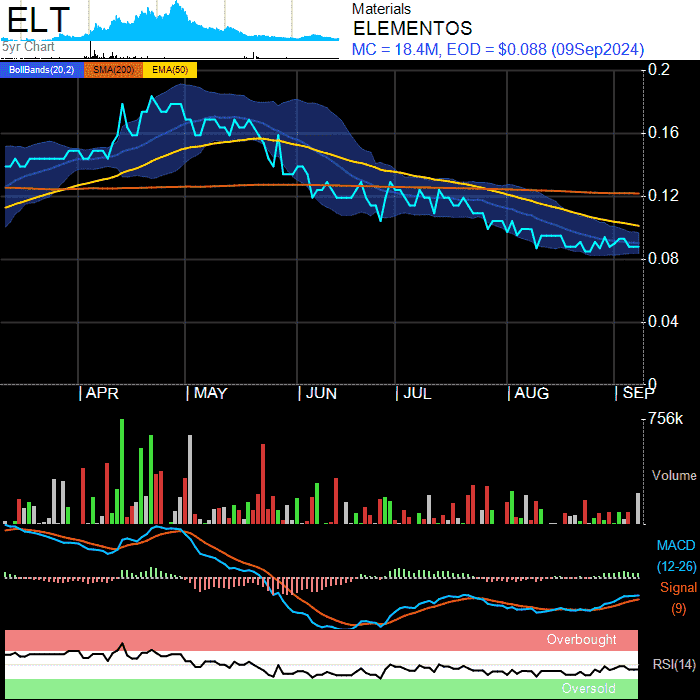 ELT
5yr Chart
Materials
ELEMENTOS
MC = 18.4M, EOD = $0.088 (09Sep2024)
BollBands(20,2) SMA(200) EMA(50)
0.2
0.16
0.12
0.08
0.04
0
APR MAY JUN JUL AUG SEP
756k
Volume
MACD
(12-26)
Signal
(9)
Overbought
RSI(14)
Oversold